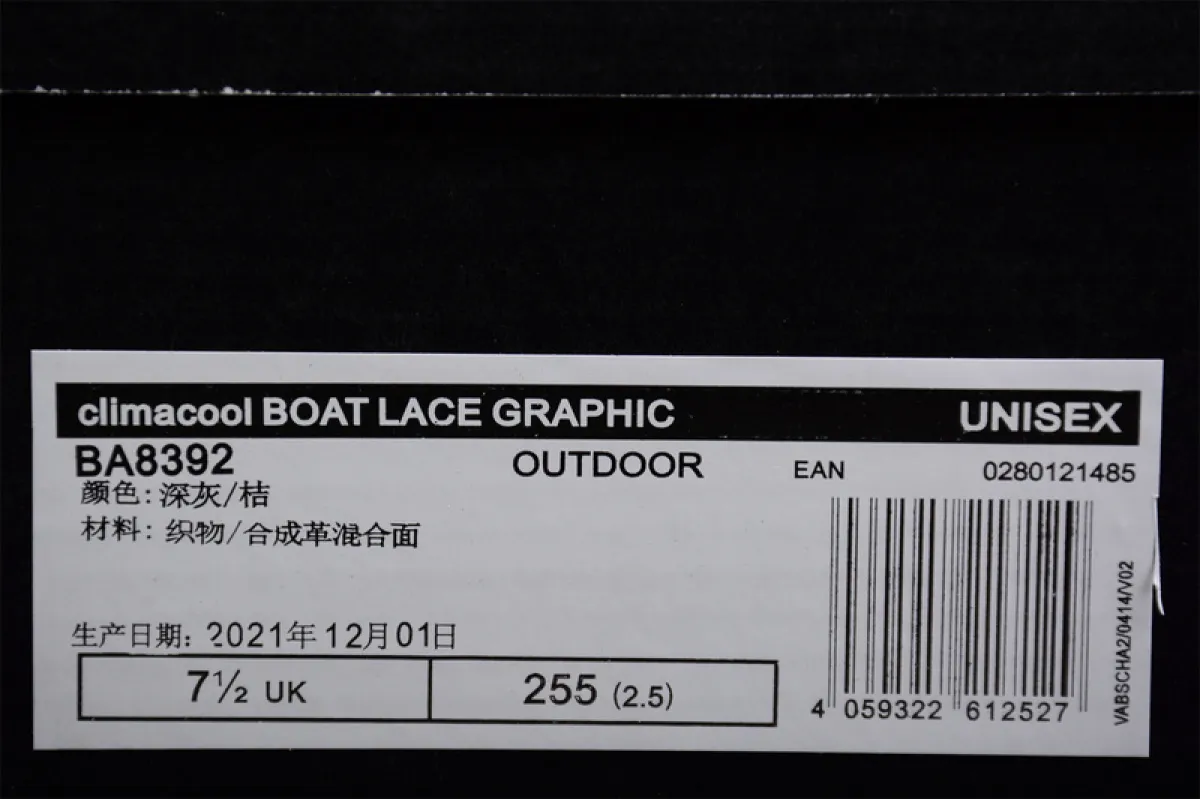 climacool BOAT LACE GRAPHIC UNISEX
BA8392 OUTDOOR EAN 0280121485
颜色: 深灰/桔
材料: 织物/合成革混合面
生产日期: 2021年12月01日
7½ UK 255 (2.5)
4 059322 612527
VABSCHA2/0414/V02